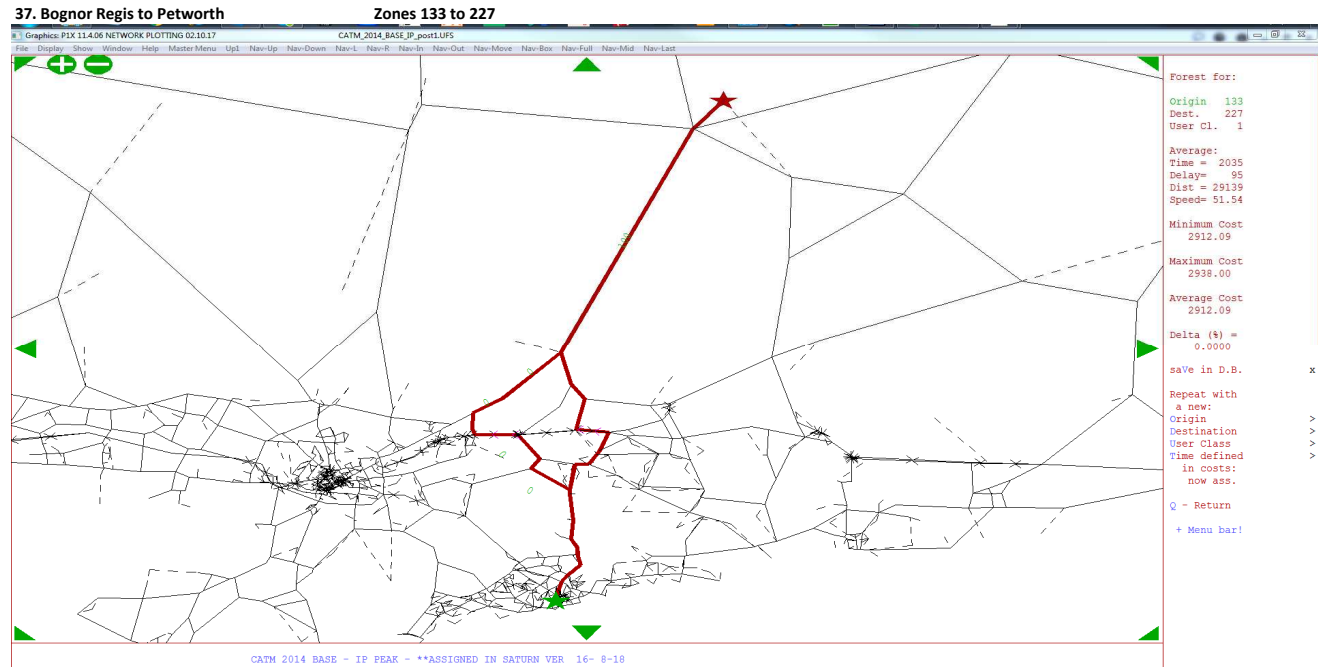 37. Bognor Regis to Petworth Zones 133 to 227
Graphics: P1X 11.4.06 NETWORK PLOTTING 02.10.17 CATM_2014_BASE_IP_post1.UFS
File Display Show Window Help Master Menu Up1 Nav-Up Nav-Down Nav-L Nav-R Nav-In Nav-Out Nav-Move Nav-Box Nav-Full Nav-Mid Nav-Last
Forest for:
Origin 133
Dest. 227
User Cl. 1
Average:
Time = 2035
Delay= 95
Dist = 29139
Speed= 51.54
Minimum Cost
2912.09
Maximum Cost
2938.00
Average Cost
2912.09
Delta (%) =
0.0000
saVe in D.B. x
Repeat with
a new:
Origin >
Destination >
User Class >
Time defined >
in costs:
now ass.
Q - Return
+ Menu bar!
0
0
0
0
CATM 2014 BASE - IP PEAK - **ASSIGNED IN SATURN VER 16- 8-18